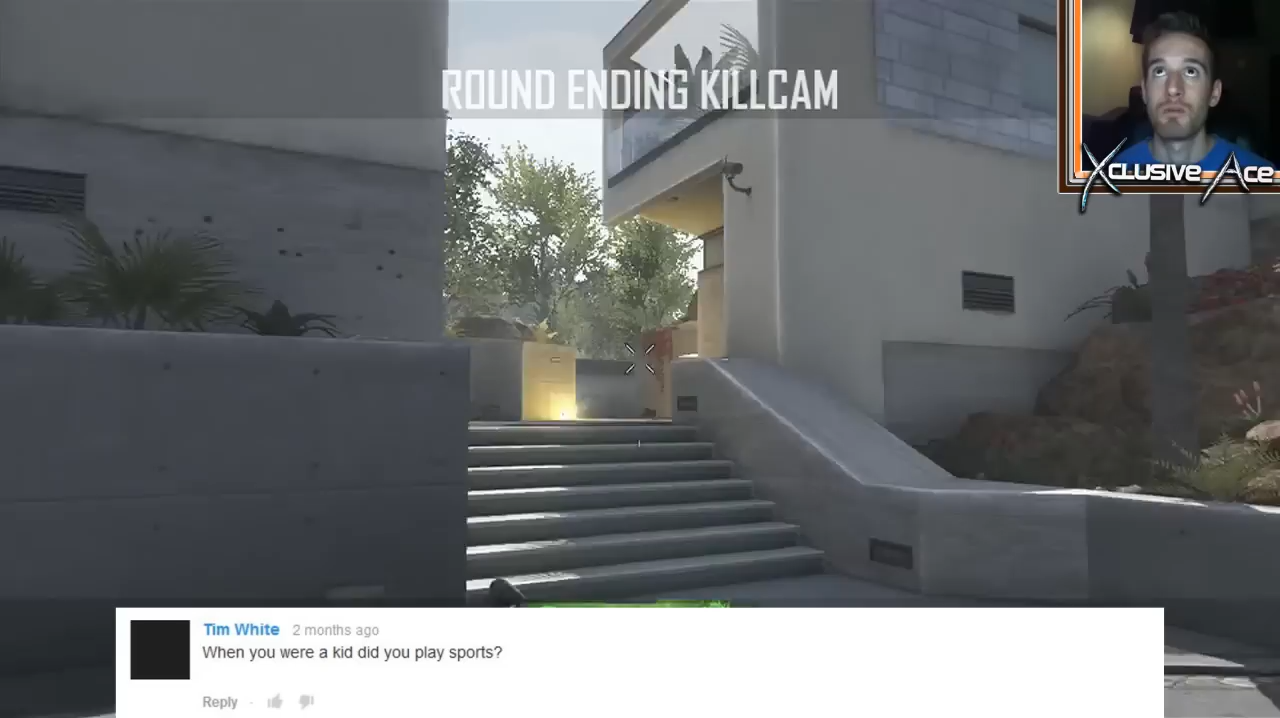 ROUND ENDING KILLCAM
XCLUSIVE ACE
Tim White 2 months ago
When you were a kid did you play sports?
Reply